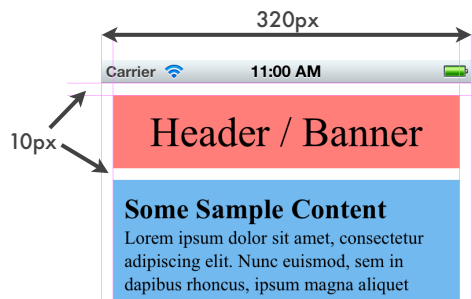 320px
Carrier 11:00 AM
10px
Header / Banner
Some Sample Content
Lorem ipsum dolor sit amet, consectetur
adipiscing elit. Nunc euismod, sem in
dapibus rhoncus, ipsum magna aliquet